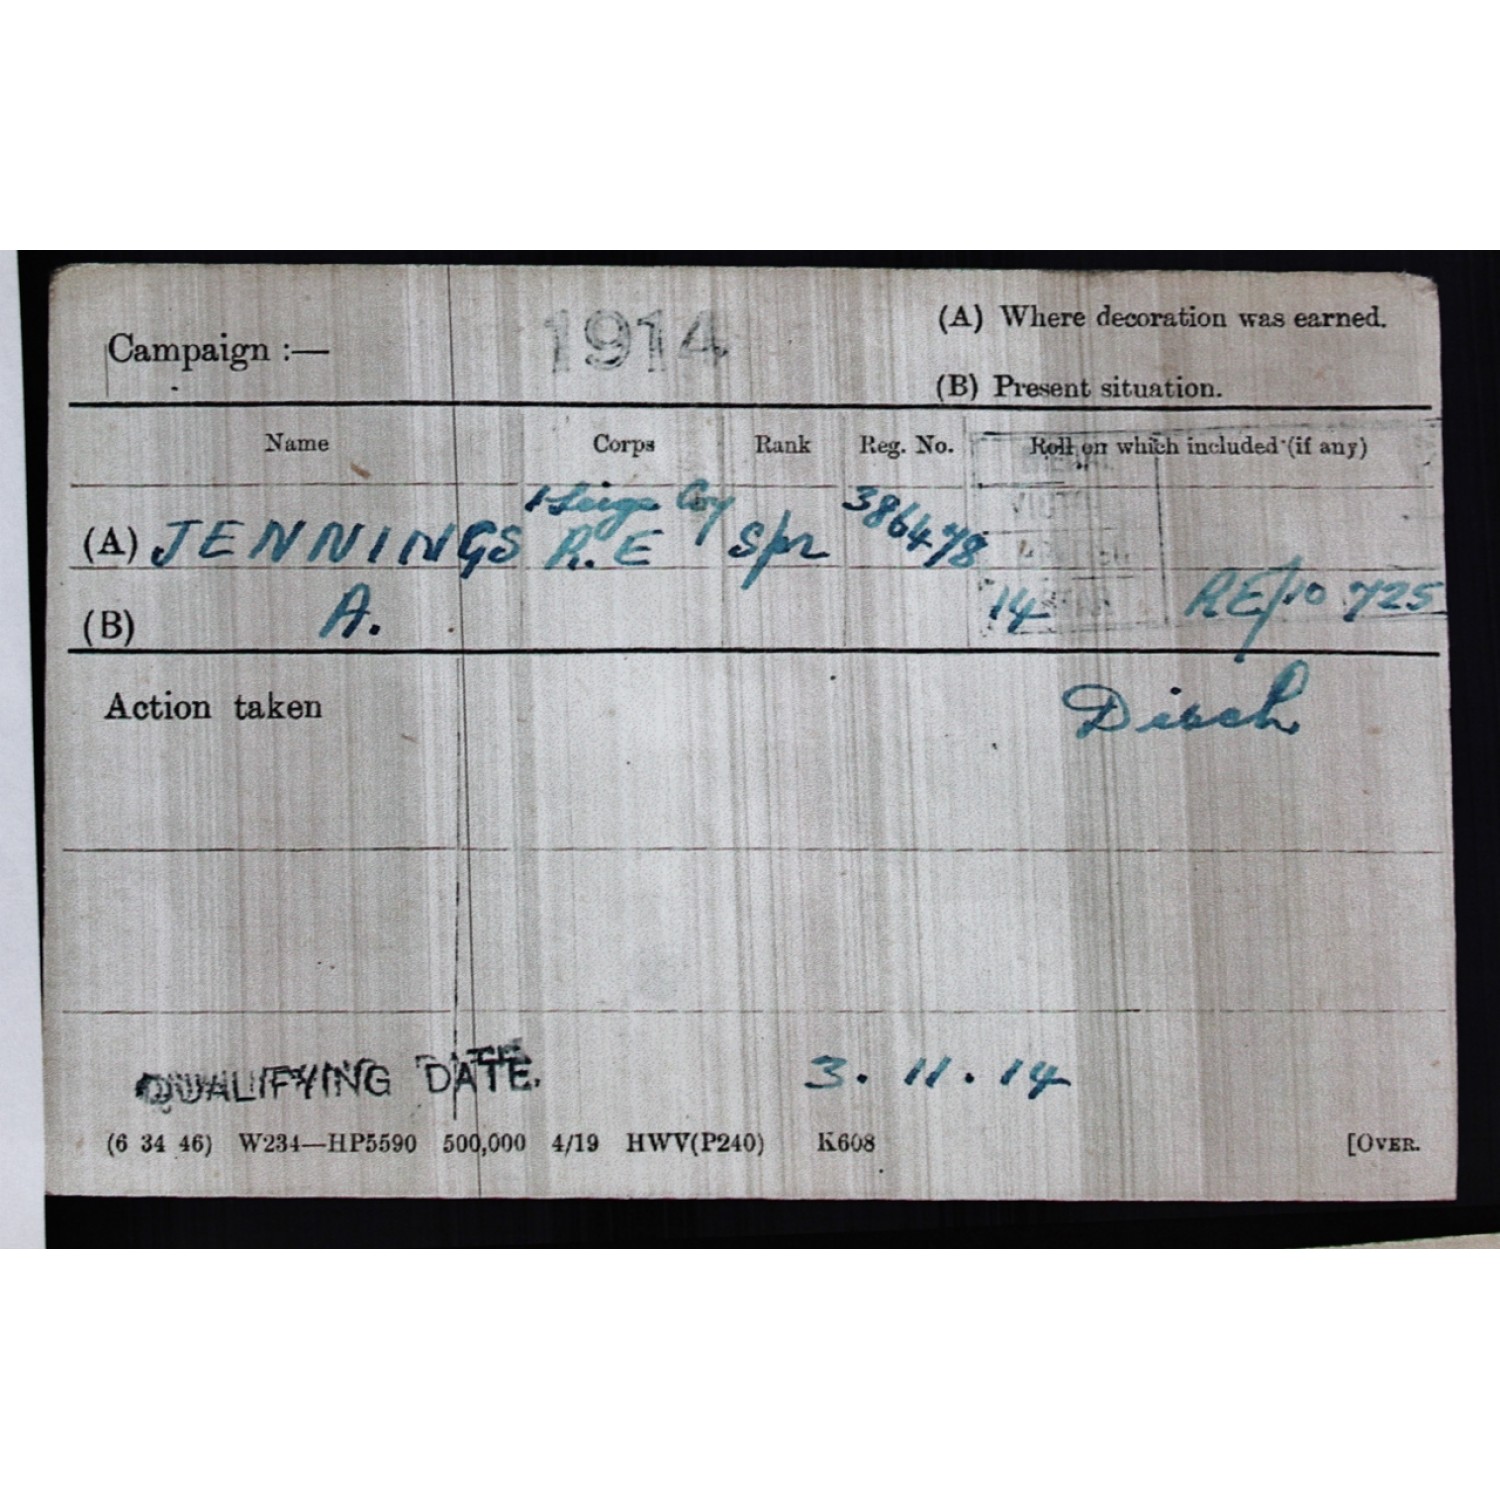 Campaign :— 1914
(A) Where decoration was earned.
(B) Present situation.
Name Corps Rank Reg. No. Roll on which included (if any)
1 Seige Coy
(A) JENNINGS R.E Spr 386478
(B) A. 14 RE/10 725
Action taken Disch
QUALIFYING DATE. 3.11.14
(6 34 46) W234—HP5590 500,000 4/19 HWV(P240) K608 [OVER.